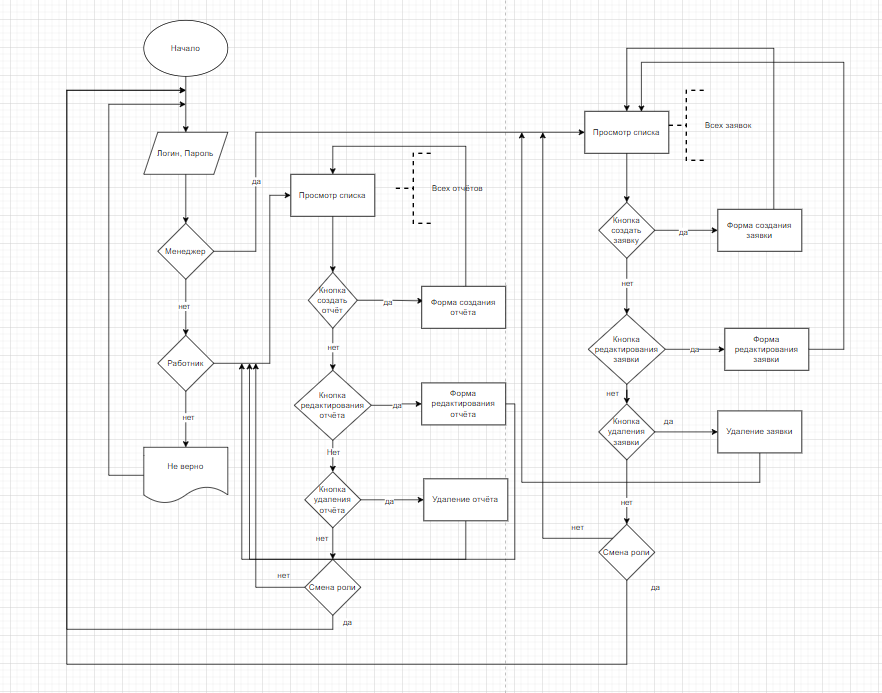 Начало
Логин, Пароль
да
Менеджер
нет
Работник
нет
Не верно
Просмотр списка
Всех отчётов
Кнопка
создать
отчёт
да
Форма создания
отчёта
нет
Кнопка
редактирования
отчёта
да
Форма
редактирования
отчёта
Нет
Кнопка
удаления
отчёта
да
Удаление отчёта
нет
нет
Смена роли
да
Просмотр списка
Всех заявок
Кнопка
создать
заявку
да
Форма создания
заявки
нет
Кнопка
редактирования
заявки
да
Форма
редактирования
заявки
нет
Кнопка
удаления
заявки
да
Удаление заявки
нет
нет
Смена роли
да